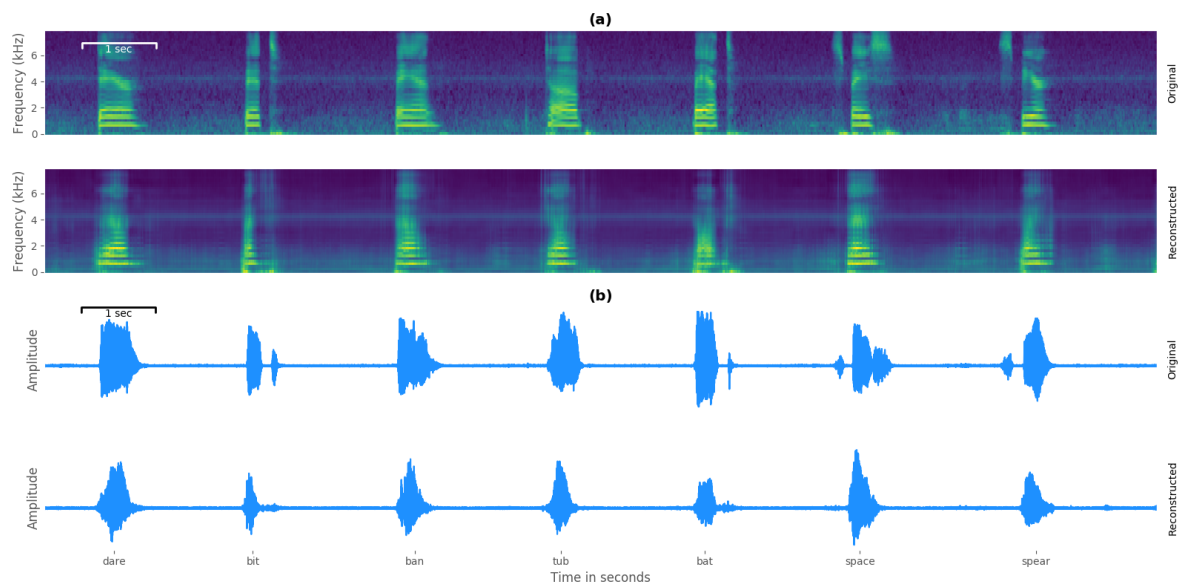 (a)
Frequency (kHz)
6
4
2
0
1 sec
Original
Frequency (kHz)
6
4
2
0
Reconstructed
(b)
1 sec
Amplitude
Original
Amplitude
Reconstructed
dare bit ban tub bat space spear
Time in seconds